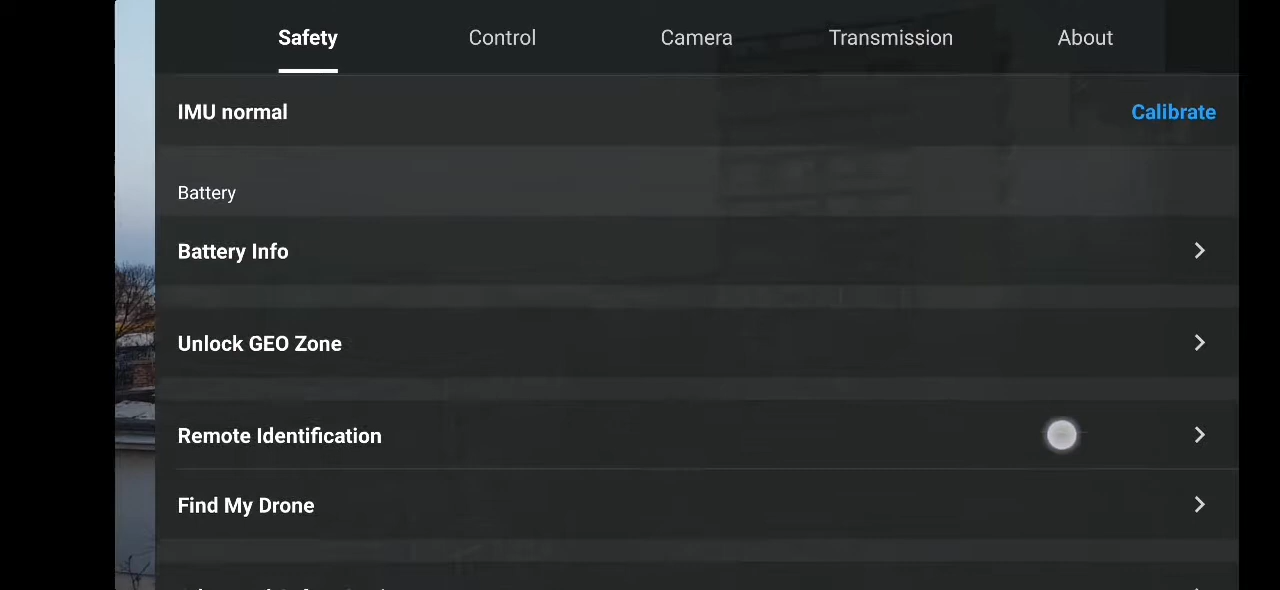 Safety Control Camera Transmission About
IMU normal Calibrate
Battery
Battery Info
Unlock GEO Zone
Remote Identification
Find My Drone